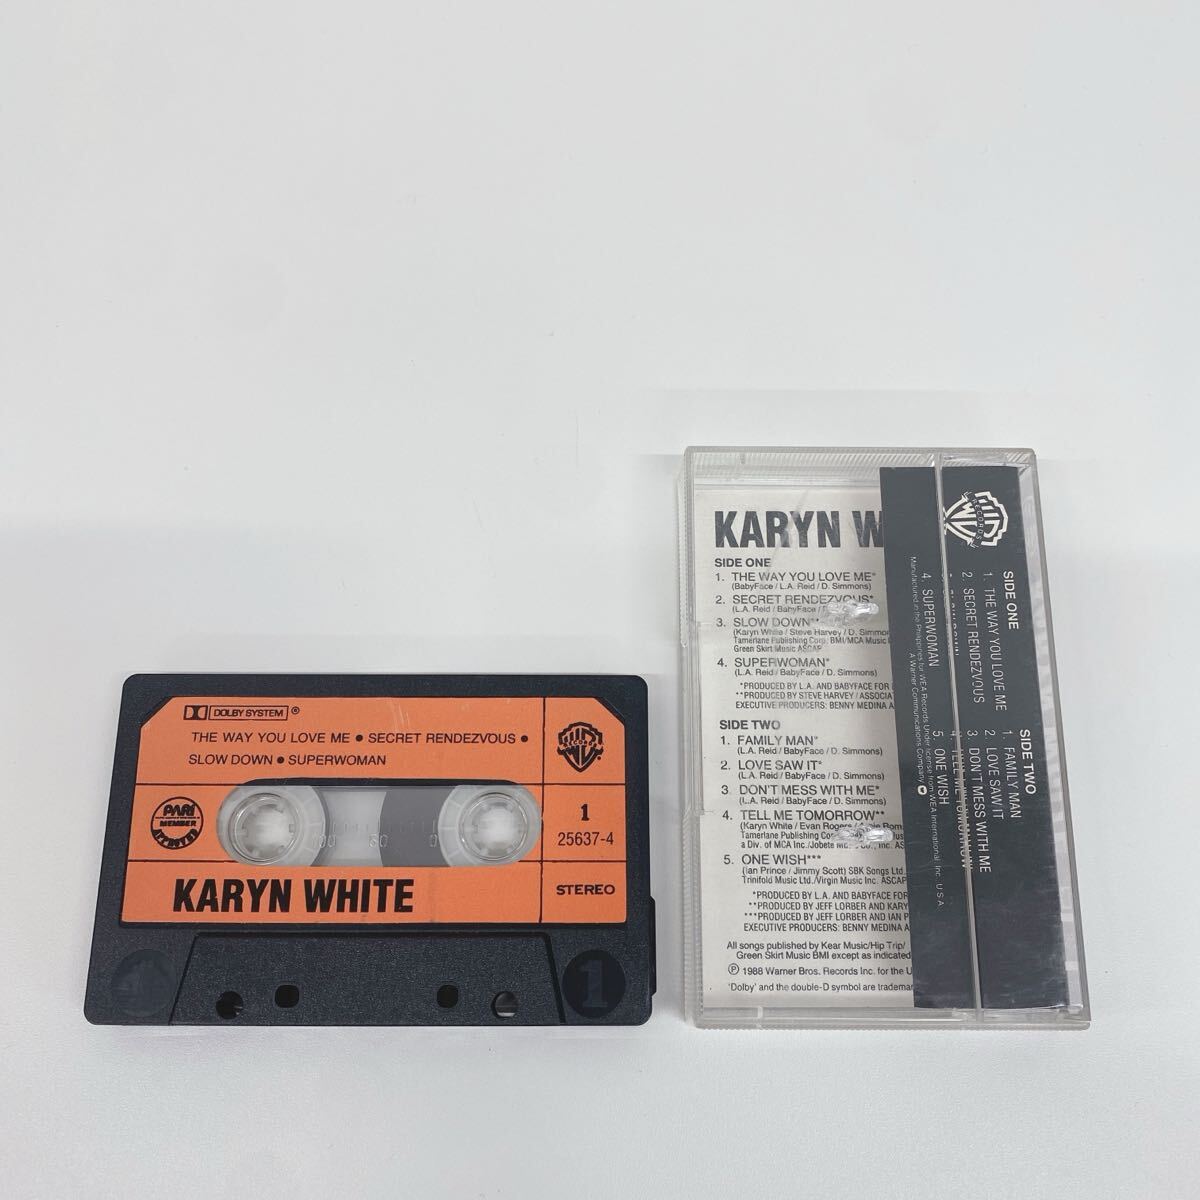 DOLBY SYSTEM ®
THE WAY YOU LOVE ME ● SECRET RENDEZVOUS ●
SLOW DOWN ● SUPERWOMAN
RECORDS
PARI
MEMBER
1
25637-4
KARYN WHITE
STEREO
1
KARYN W
SIDE ONE
1. THE WAY YOU LOVE ME*
(BabyFace / L.A. Reid / D. Simmons)
2. SECRET RENDEZVOUS*
(L.A. Reid / BabyFace /
3. SLOW DOWN**
(Karyn White / Steve Harvey / D. Simmon
Tamerlane Publishing Corp. BMI/MCA Music
Green Skirt Music ASCAP
4. SUPERWOMAN*
(L.A. Reid / BabyFace / D. Simmons)
*PRODUCED BY L.A. AND BABYFACE FOR
**PRODUCED BY STEVE HARVEY / ASSOCIAT
EXECUTIVE PRODUCERS: BENNY MEDINA A
SIDE TWO
1. FAMILY MAN*
(L.A. Reid / BabyFace / D. Simmons)
2. LOVE SAW IT*
(L.A. Reid / BabyFace / D. Simmons)
3. DON'T MESS WITH ME*
(L.A. Reid / BabyFace / D. Simmons)
4. TELL ME TOMORROW**
(Karyn White / Evan Rogers /
Tamerlane Publishing
a Div. of MCA Inc./Jobete
5. ONE WISH***
(Ian Prince / Jimmy Scott) SBK Songs Ltd.
Trinifold Music Ltd./Virgin Music Inc. ASCAP
*PRODUCED BY L.A. AND BABYFACE FOR
**PRODUCED BY JEFF LORBER AND KARY
***PRODUCED BY JEFF LORBER AND IAN P
EXECUTIVE PRODUCERS: BENNY MEDINA A
All songs published by Kear Music/Hip Trip/
Green Skirt Music BMI except as indicated
Ⓟ 1988 Warner Bros. Records Inc. for the U
'Dolby' and the double-D symbol are trademar
RECORDS
SIDE ONE
1. THE WAY YOU LOVE ME
2. SECRET RENDEZVOUS
4. SUPERWOMAN
SIDE TWO
1. FAMILY MAN
2. LOVE SAW IT
3. DON'T MESS WITH ME
4. TELL ME TOMORROW
5. ONE WISH
Manufactured in the Philippines for WEA Records Under license from WEA International, Inc. U.S.A.
A Warner Communications Company